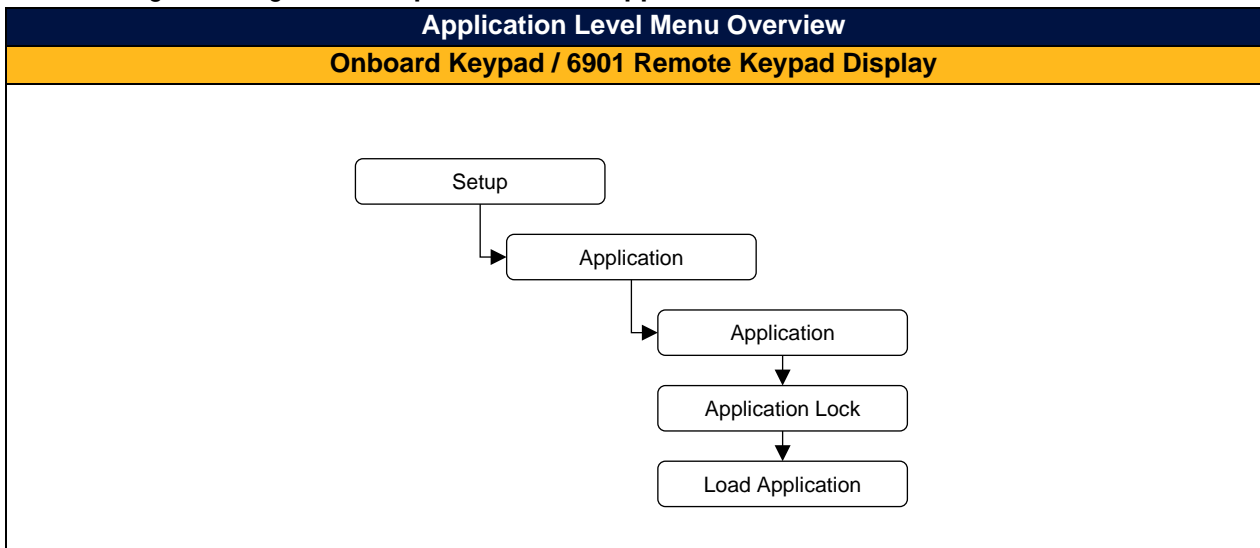 Application Level Menu Overview
Onboard Keypad / 6901 Remote Keypad Display
Setup
Application
Application
Application Lock
Load Application